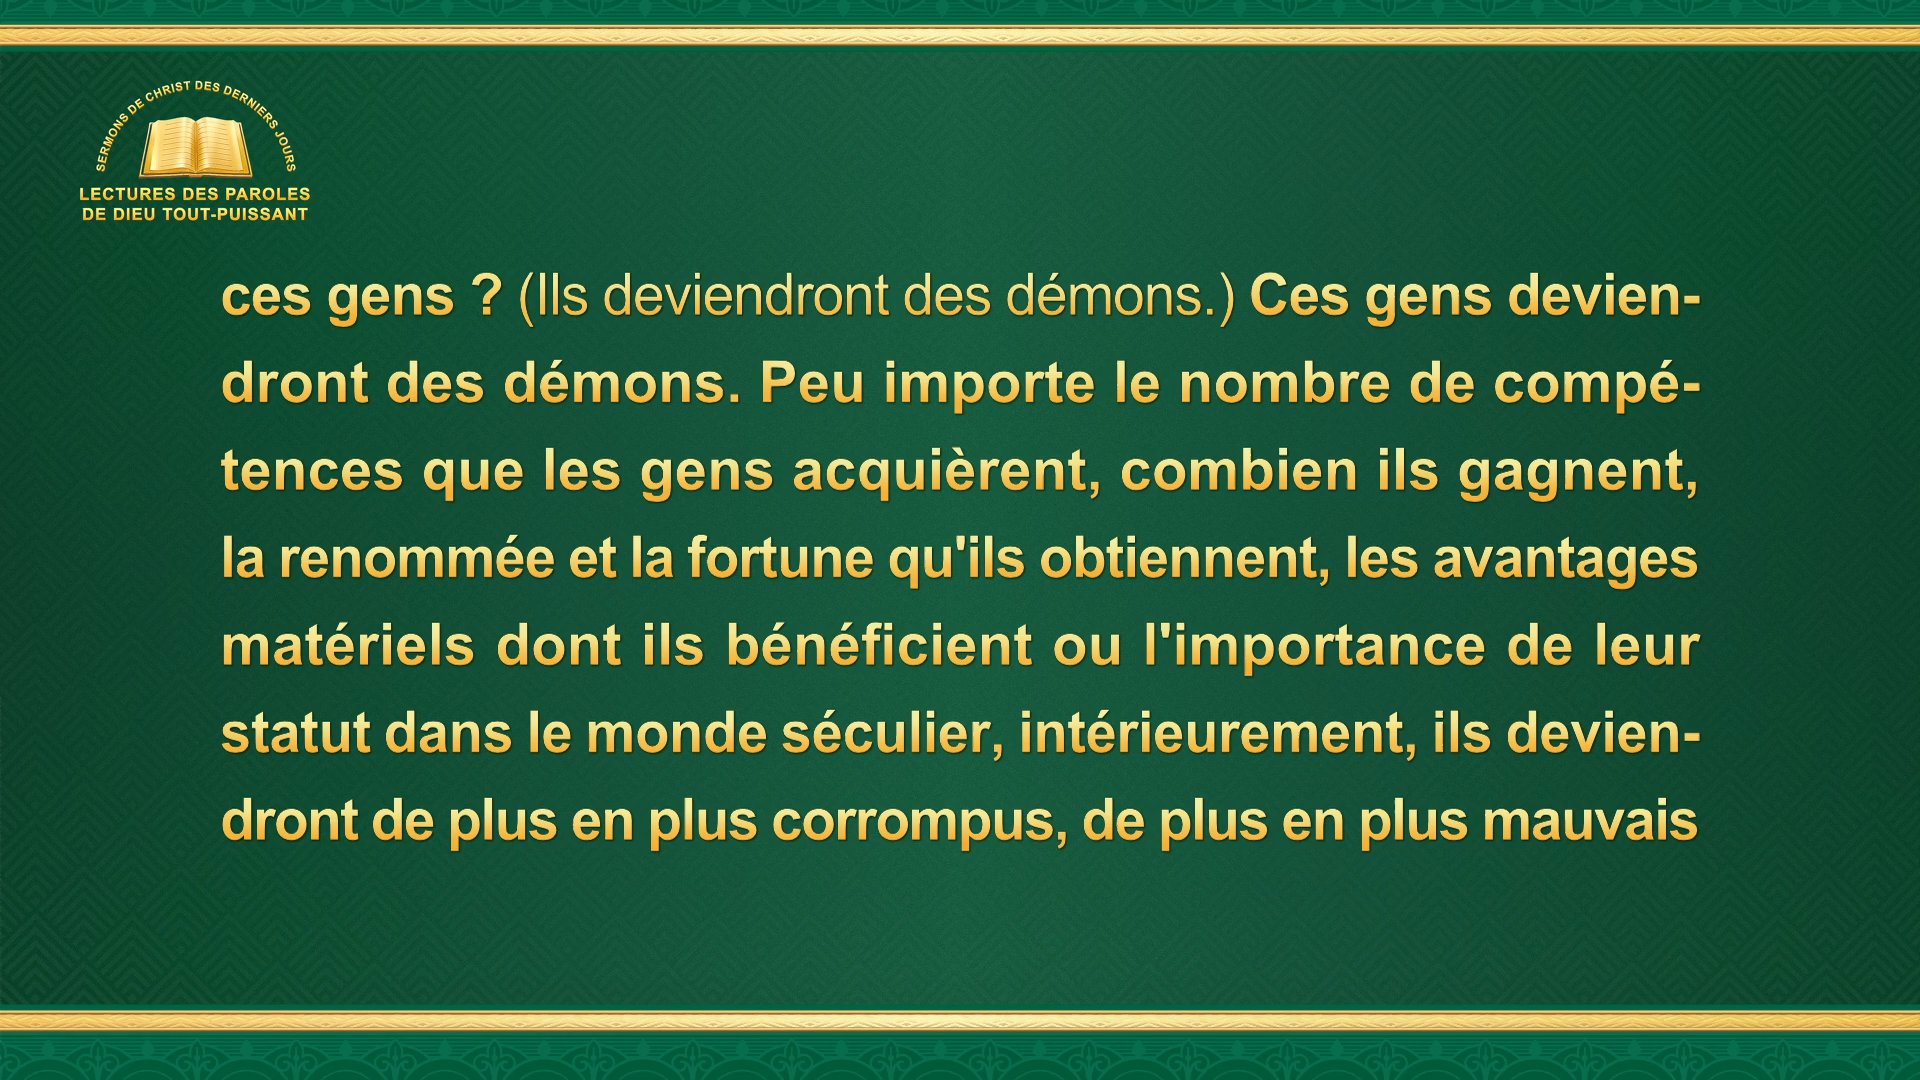 SERMONS DE CHRIST DES DERNIERS JOURS
LECTURES DES PAROLES
DE DIEU TOUT-PUISSANT
ces gens ? (Ils deviendront des démons.) Ces gens devien-
dront des démons. Peu importe le nombre de compé-
tences que les gens acquièrent, combien ils gagnent,
la renommée et la fortune qu'ils obtiennent, les avantages
matériels dont ils bénéficient ou l'importance de leur
statut dans le monde séculier, intérieurement, ils devien-
dront de plus en plus corrompus, de plus en plus mauvais